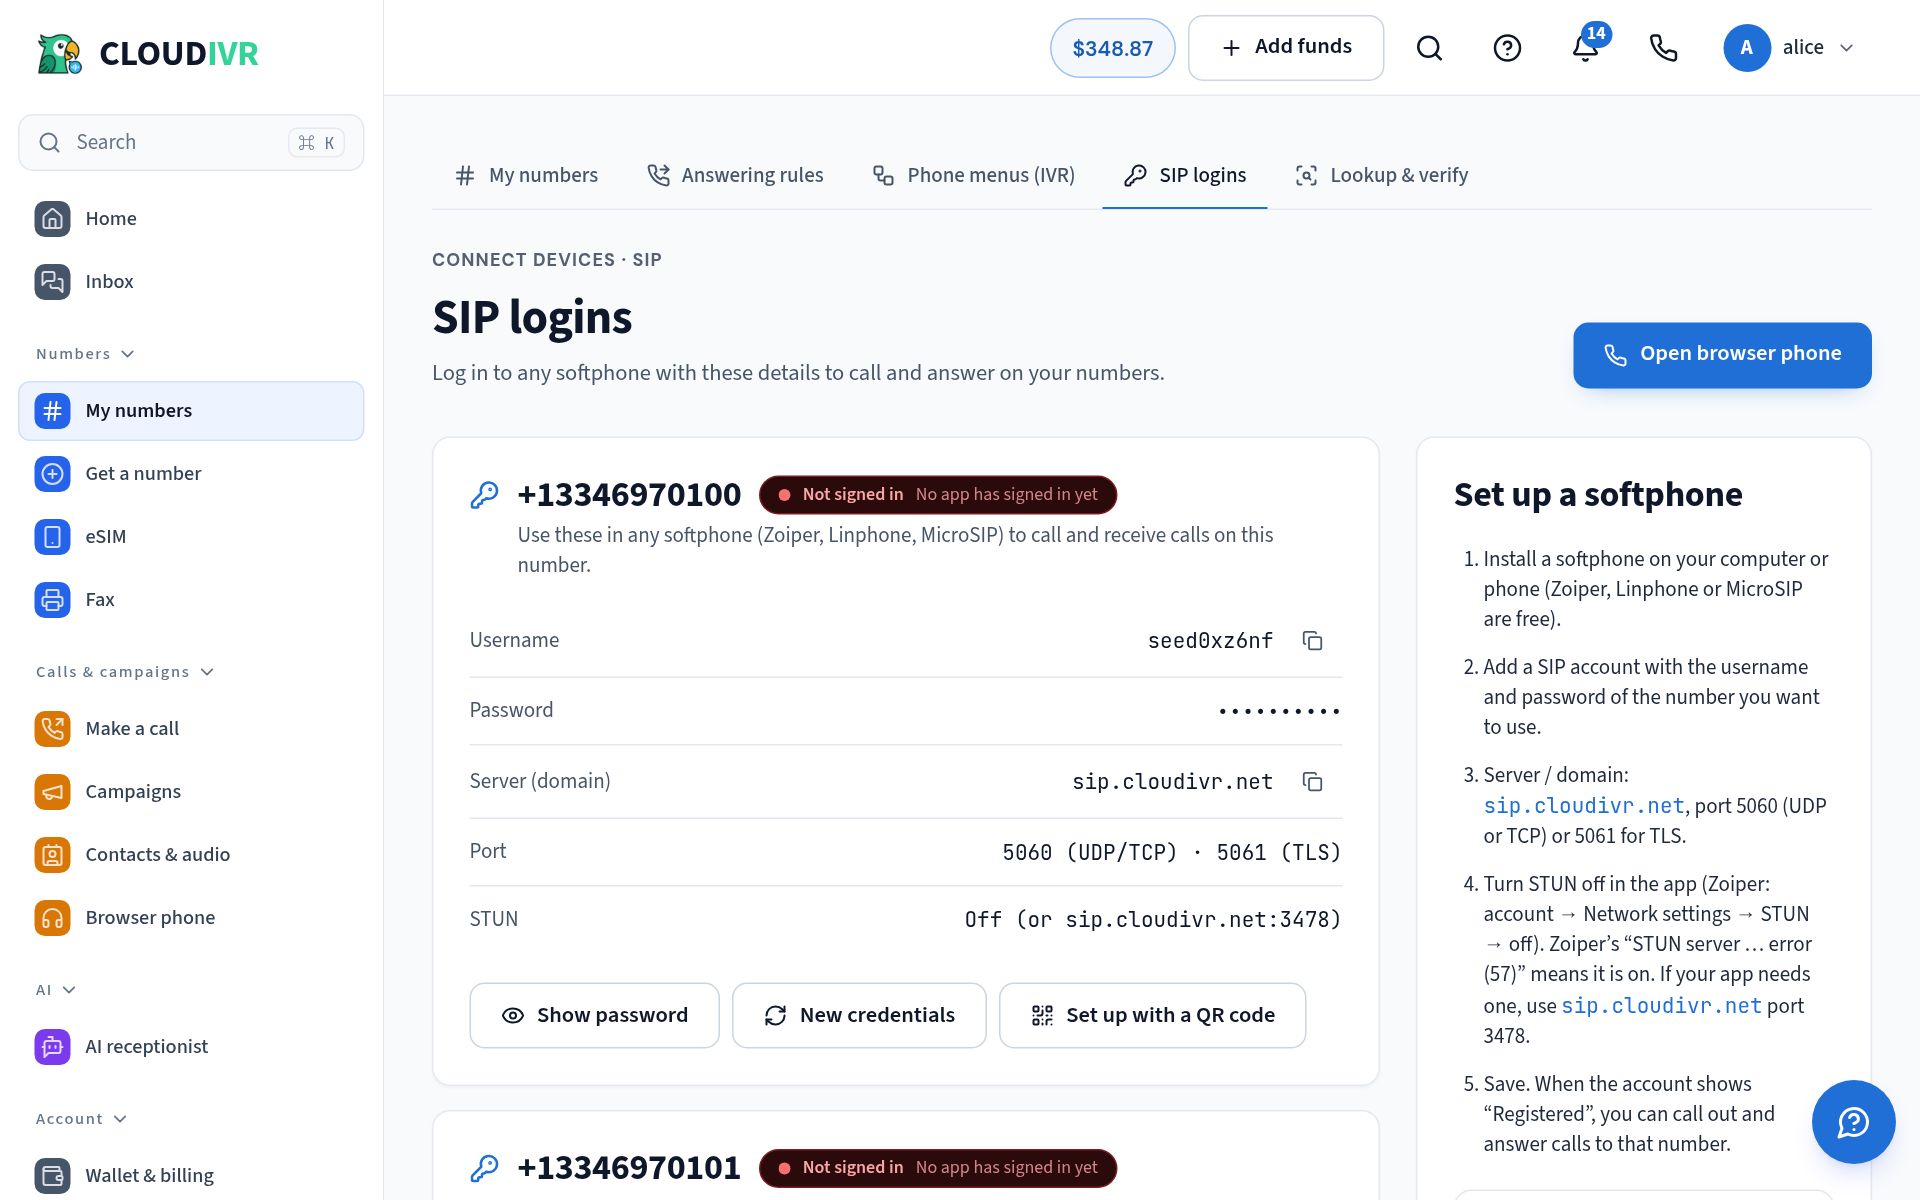 CLOUDIVR
Search
⌘ K
Home
Inbox
Numbers
My numbers
Get a number
eSIM
Fax
Calls & campaigns
Make a call
Campaigns
Contacts & audio
Browser phone
AI
AI receptionist
Account
Wallet & billing
$348.87
Add funds
14
A
alice
My numbers
Answering rules
Phone menus (IVR)
SIP logins
Lookup & verify
CONNECT DEVICES · SIP
SIP logins
Log in to any softphone with these details to call and answer on your numbers.
Open browser phone
+13346970100
Not signed in No app has signed in yet
Use these in any softphone (Zoiper, Linphone, MicroSIP) to call and receive calls on this
number.
Username
seed0xz6nf
Password
••••••••••
Server (domain)
sip.cloudivr.net
Port
5060 (UDP/TCP) · 5061 (TLS)
STUN
Off (or sip.cloudivr.net:3478)
Show password
New credentials
Set up with a QR code
+13346970101
Not signed in No app has signed in yet
Set up a softphone
1. Install a softphone on your computer or
phone (Zoiper, Linphone or MicroSIP
are free).
2. Add a SIP account with the username
and password of the number you want
to use.
3. Server / domain:
sip.cloudivr.net, port 5060 (UDP
or TCP) or 5061 for TLS.
4. Turn STUN off in the app (Zoiper:
account → Network settings → STUN
→ off). Zoiper’s “STUN server … error
(57)” means it is on. If your app needs
one, use sip.cloudivr.net port
3478.
5. Save. When the account shows
“Registered”, you can call out and
answer calls to that number.